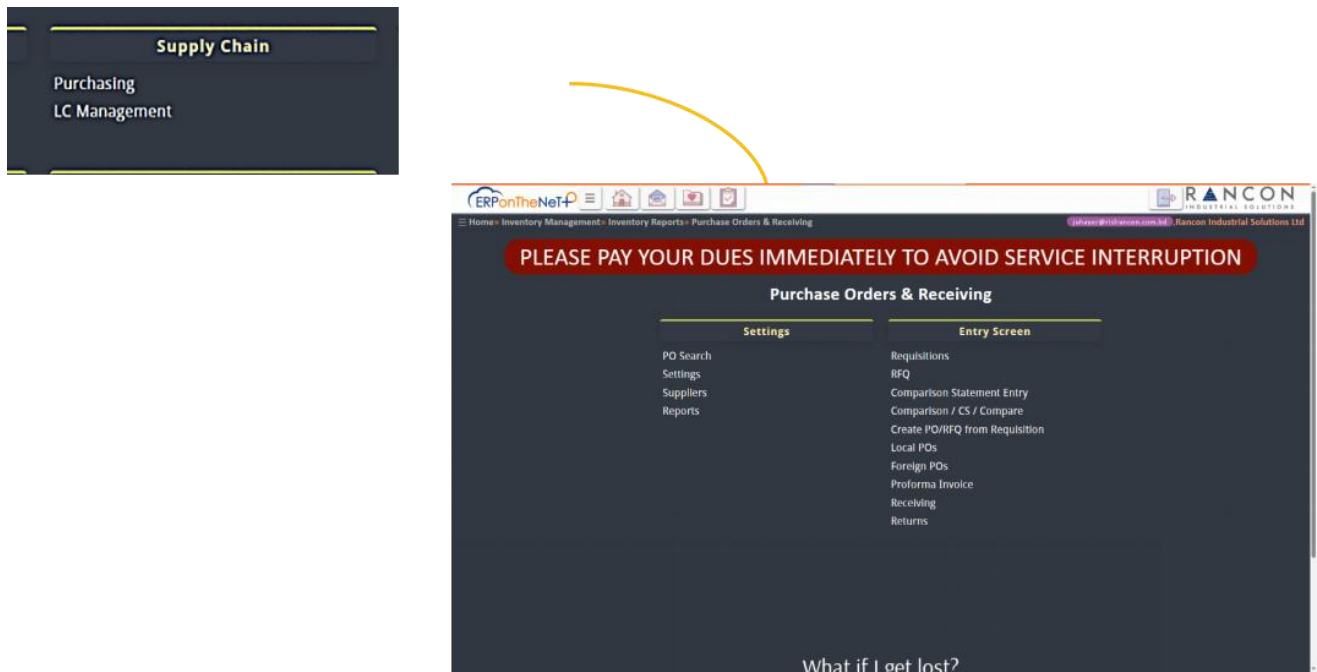 Supply Chain
Purchasing
LC Management
ERPonTheNeT
RANCON
INDUSTRIAL SOLUTIONS
Home» Inventory Management» Inventory Reports» Purchase Orders & Receiving
Rancon Industrial Solutions Ltd
PLEASE PAY YOUR DUES IMMEDIATELY TO AVOID SERVICE INTERRUPTION
Purchase Orders & Receiving
Settings
PO Search
Settings
Suppliers
Reports
Entry Screen
Requisitions
RFQ
Comparison Statement Entry
Comparison / CS / Compare
Create PO/RFQ from Requisition
Local POs
Foreign POs
Proforma Invoice
Receiving
Returns
What if I get lost?